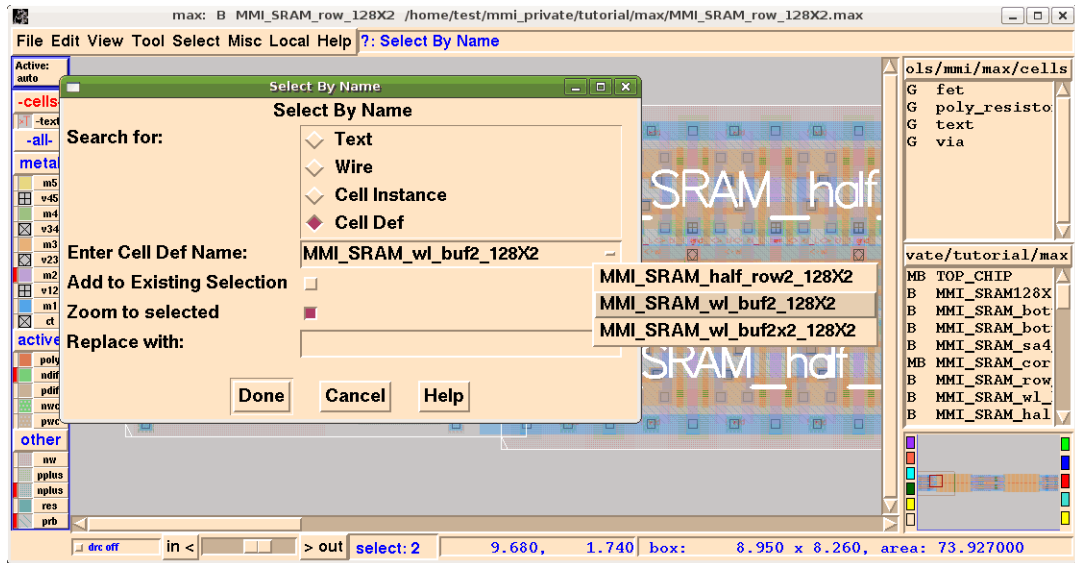 max: B MMI_SRAM_row_128X2 /home/test/mmi_private/tutorial/max/MMI_SRAM_row_128X2.max
File Edit View Tool Select Misc Local Help ?: Select By Name
Active:
auto
-cells-
-text
-all-
metal
m5
v45
m4
v34
m3
v23
m2
v12
m1
ct
active
poly
ndif
pdif
nwc
pwc
other
nw
pplus
nplus
res
prb
Select By Name
Select By Name
Search for:
Text
Wire
Cell Instance
Cell Def
Enter Cell Def Name: MMI_SRAM_wl_buf2_128X2
Add to Existing Selection
Zoom to selected
Replace with:
Done Cancel Help
MMI_SRAM_half_row2_128X2
MMI_SRAM_wl_buf2_128X2
MMI_SRAM_wl_buf2x2_128X2
_SRAM_half_
SRAM_half_
ols/mmi/max/cells
G fet
G poly_resisto
G text
G via
vate/tutorial/max
MB TOP_CHIP
B MMI_SRAM128X
B MMI_SRAM_bot
B MMI_SRAM_bot
B MMI_SRAM_sa4
MB MMI_SRAM_cor
B MMI_SRAM_row_
B MMI_SRAM_wl_
B MMI_SRAM_hal
drc off in < > out select: 2 9.680, 1.740 box: 8.950 x 8.260, area: 73.927000